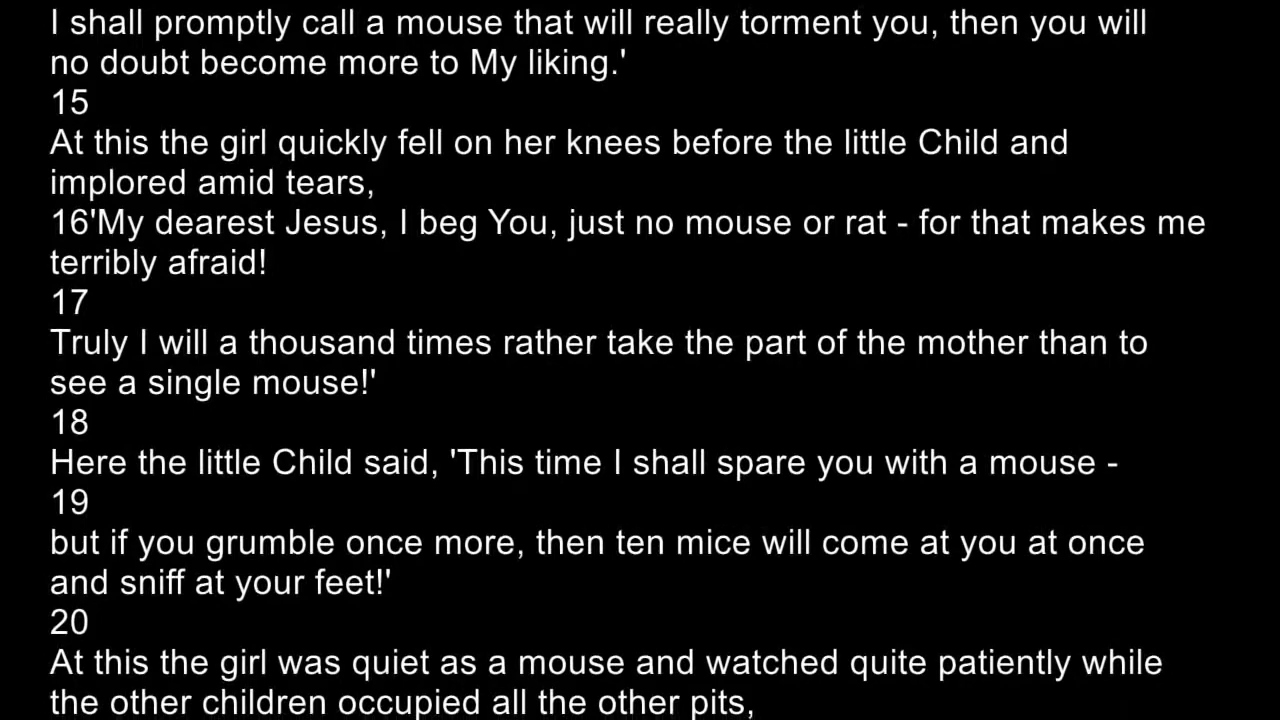 I shall promptly call a mouse that will really torment you, then you will
no doubt become more to My liking.'
15
At this the girl quickly fell on her knees before the little Child and
implored amid tears,
16'My dearest Jesus, I beg You, just no mouse or rat - for that makes me
terribly afraid!
17
Truly I will a thousand times rather take the part of the mother than to
see a single mouse!'
18
Here the little Child said, 'This time I shall spare you with a mouse -
19
but if you grumble once more, then ten mice will come at you at once
and sniff at your feet!'
20
At this the girl was quiet as a mouse and watched quite patiently while
the other children occupied all the other pits,